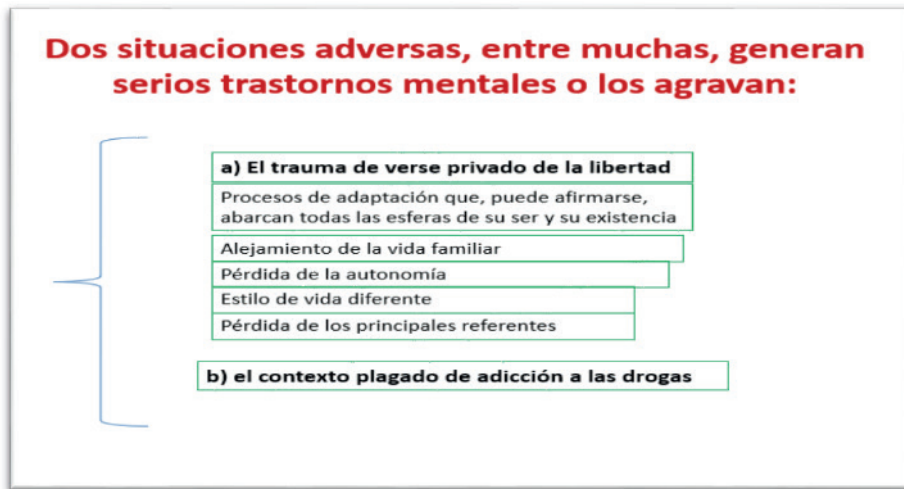 Dos situaciones adversas, entre muchas, generan
serios trastornos mentales o los agravan:
a) El trauma de verse privado de la libertad
Procesos de adaptación que, puede afirmarse,
abarcan todas las esferas de su ser y su existencia
Alejamiento de la vida familiar
Pérdida de la autonomía
Estilo de vida diferente
Pérdida de los principales referentes
b) el contexto plagado de adicción a las drogas